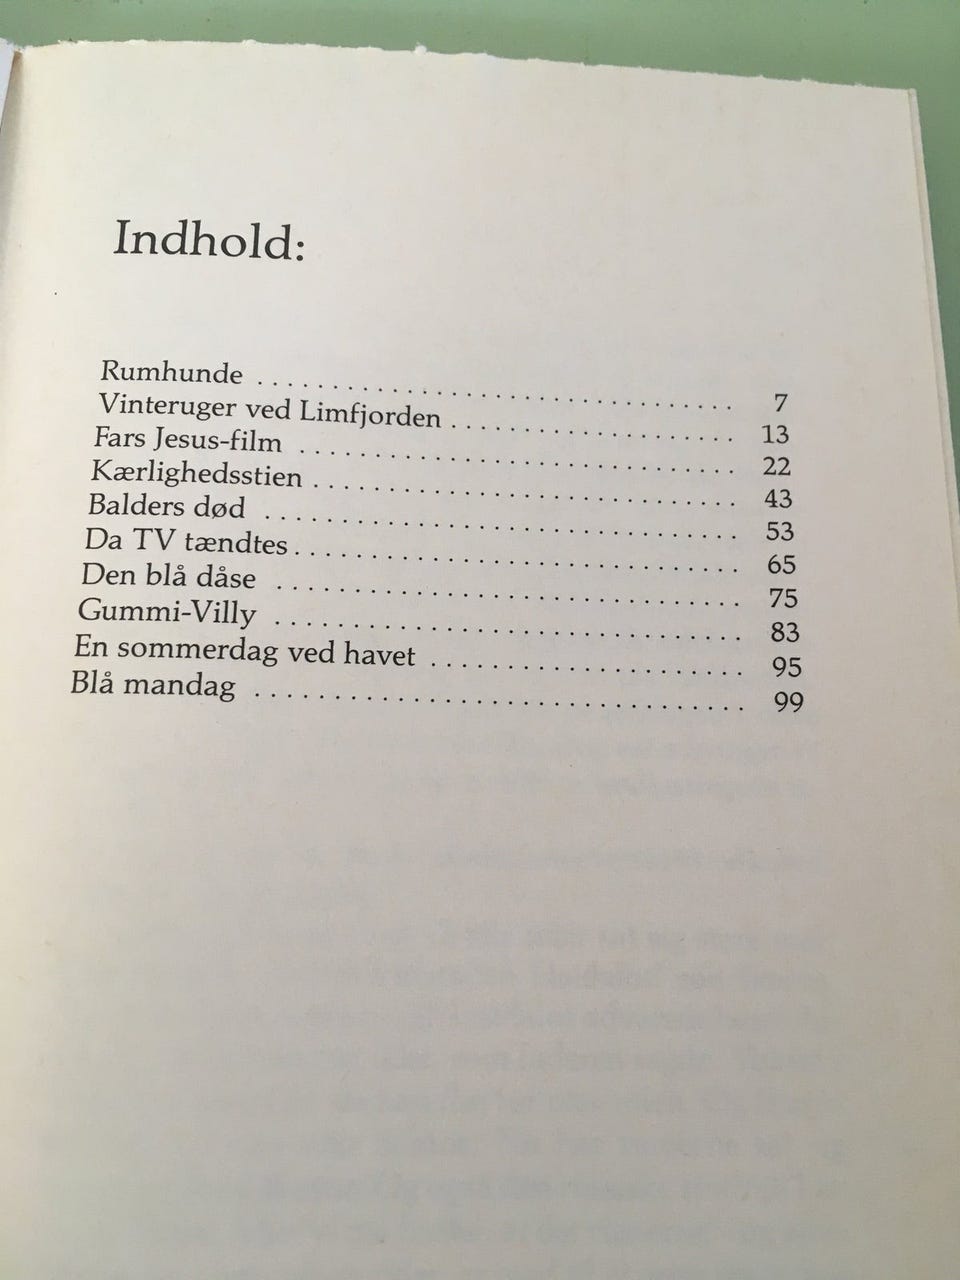 Indhold:
Rumhunde . . . . . . . . . . . . . . . . . . . . . . . . . . . . . . . . 7
Vinteruger ved Limfjorden . . . . . . . . . . . . . . . . . . . 13
Fars Jesus-film . . . . . . . . . . . . . . . . . . . . . . . . . . . . . 22
Kærlighedsstien . . . . . . . . . . . . . . . . . . . . . . . . . . . . 43
Balders død . . . . . . . . . . . . . . . . . . . . . . . . . . . . . . . 53
Da TV tændtes . . . . . . . . . . . . . . . . . . . . . . . . . . . . . 65
Den blå dåse . . . . . . . . . . . . . . . . . . . . . . . . . . . . . . . 75
Gummi-Villy . . . . . . . . . . . . . . . . . . . . . . . . . . . . . . . 83
En sommerdag ved havet . . . . . . . . . . . . . . . . . . . . . 95
Blå mandag . . . . . . . . . . . . . . . . . . . . . . . . . . . . . . . . 99